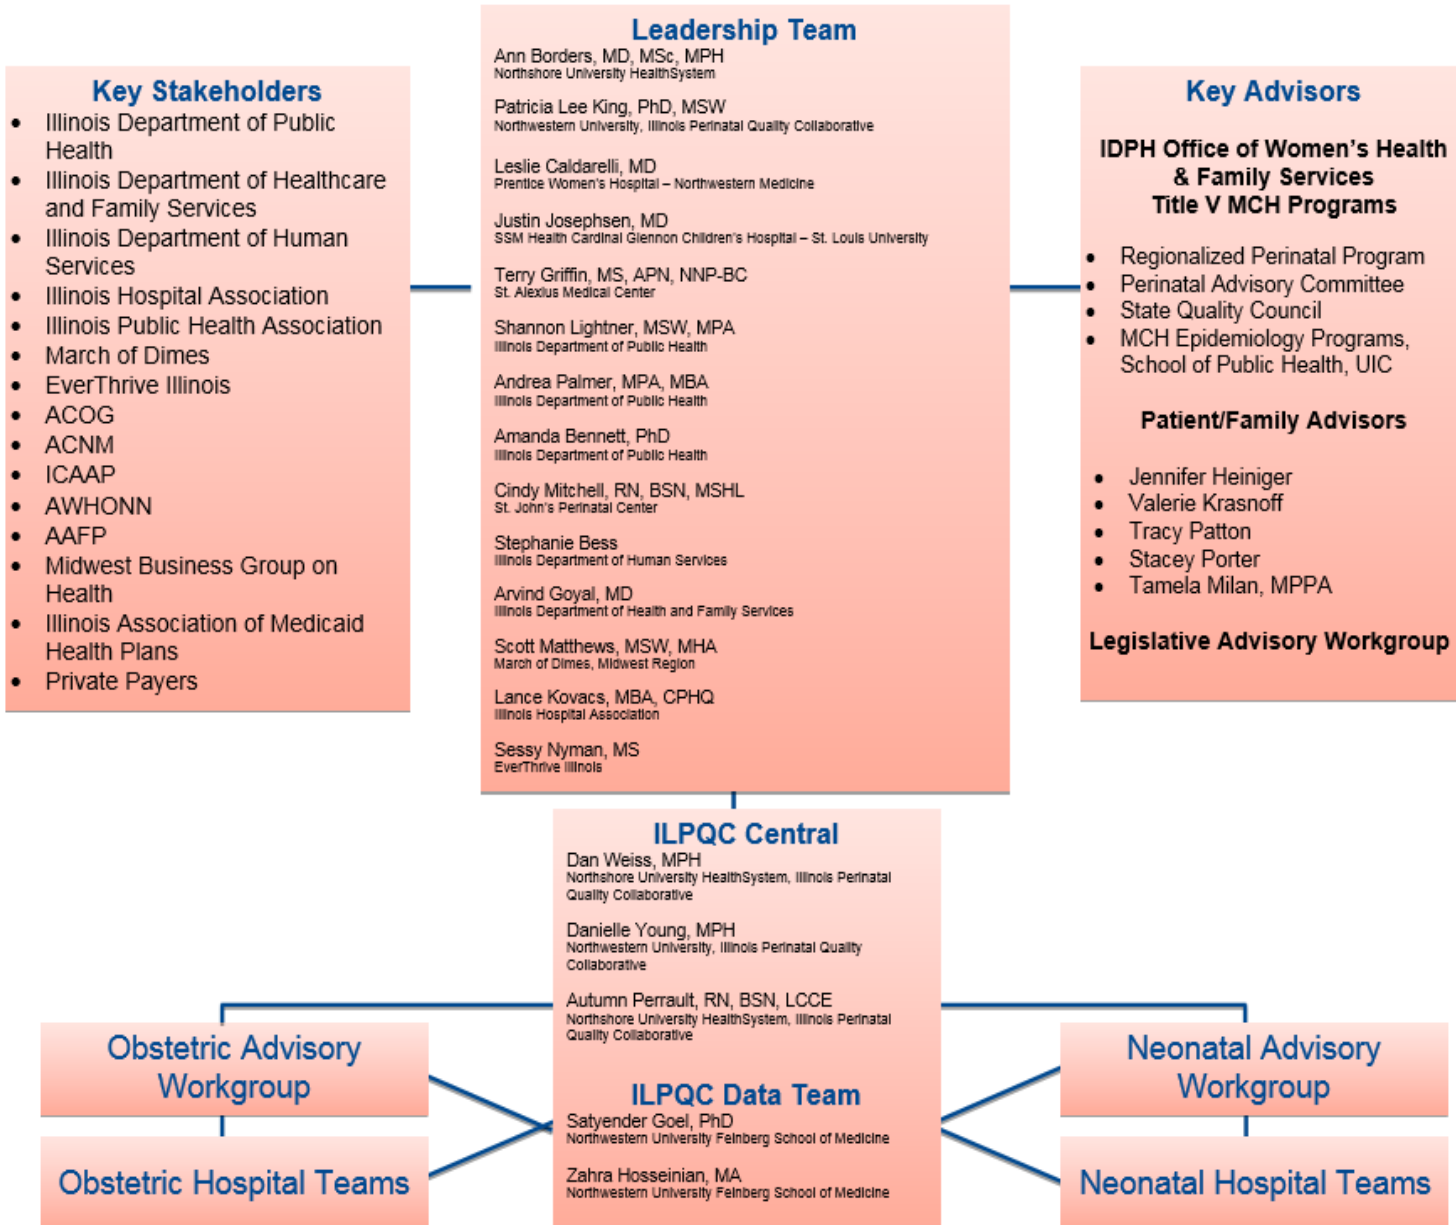 Leadership Team
Ann Borders, MD, MSc, MPH
Northshore University HealthSystem
Patricia Lee King, PhD, MSW
Northwestern University, Illinois Perinatal Quality Collaborative
Leslie Caldarelli, MD
Prentice Women's Hospital – Northwestern Medicine
Justin Josephsen, MD
SSM Health Cardinal Glennon Children's Hospital – St. Louis University
Terry Griffin, MS, APN, NNP-BC
St. Alexius Medical Center
Shannon Lightner, MSW, MPA
Illinois Department of Public Health
Andrea Palmer, MPA, MBA
Illinois Department of Public Health
Amanda Bennett, PhD
Illinois Department of Public Health
Cindy Mitchell, RN, BSN, MSHL
St. John's Perinatal Center
Stephanie Bess
Illinois Department of Human Services
Arvind Goyal, MD
Illinois Department of Health and Family Services
Scott Matthews, MSW, MHA
March of Dimes, Midwest Region
Lance Kovacs, MBA, CPHQ
Illinois Hospital Association
Sessy Nyman, MS
EverThrive Illinois
Key Stakeholders
• Illinois Department of Public
Health
• Illinois Department of Healthcare
and Family Services
• Illinois Department of Human
Services
• Illinois Hospital Association
• Illinois Public Health Association
• March of Dimes
• EverThrive Illinois
• ACOG
• ACNM
• ICAAP
• AWHONN
• AAFP
• Midwest Business Group on
Health
• Illinois Association of Medicaid
Health Plans
• Private Payers
Key Advisors
IDPH Office of Women's Health
& Family Services
Title V MCH Programs
• Regionalized Perinatal Program
• Perinatal Advisory Committee
• State Quality Council
• MCH Epidemiology Programs,
School of Public Health, UIC
Patient/Family Advisors
• Jennifer Heiniger
• Valerie Krasnoff
• Tracy Patton
• Stacey Porter
• Tamela Milan, MPPA
Legislative Advisory Workgroup
ILPQC Central
Dan Weiss, MPH
Northshore University HealthSystem, Illinois Perinatal
Quality Collaborative
Danielle Young, MPH
Northwestern University, Illinois Perinatal Quality
Collaborative
Autumn Perrault, RN, BSN, LCCE
Northshore University HealthSystem, Illinois Perinatal
Quality Collaborative
ILPQC Data Team
Satyender Goel, PhD
Northwestern University Feinberg School of Medicine
Zahra Hosseinian, MA
Northwestern University Feinberg School of Medicine
Obstetric Advisory
Workgroup
Obstetric Hospital Teams
Neonatal Advisory
Workgroup
Neonatal Hospital Teams